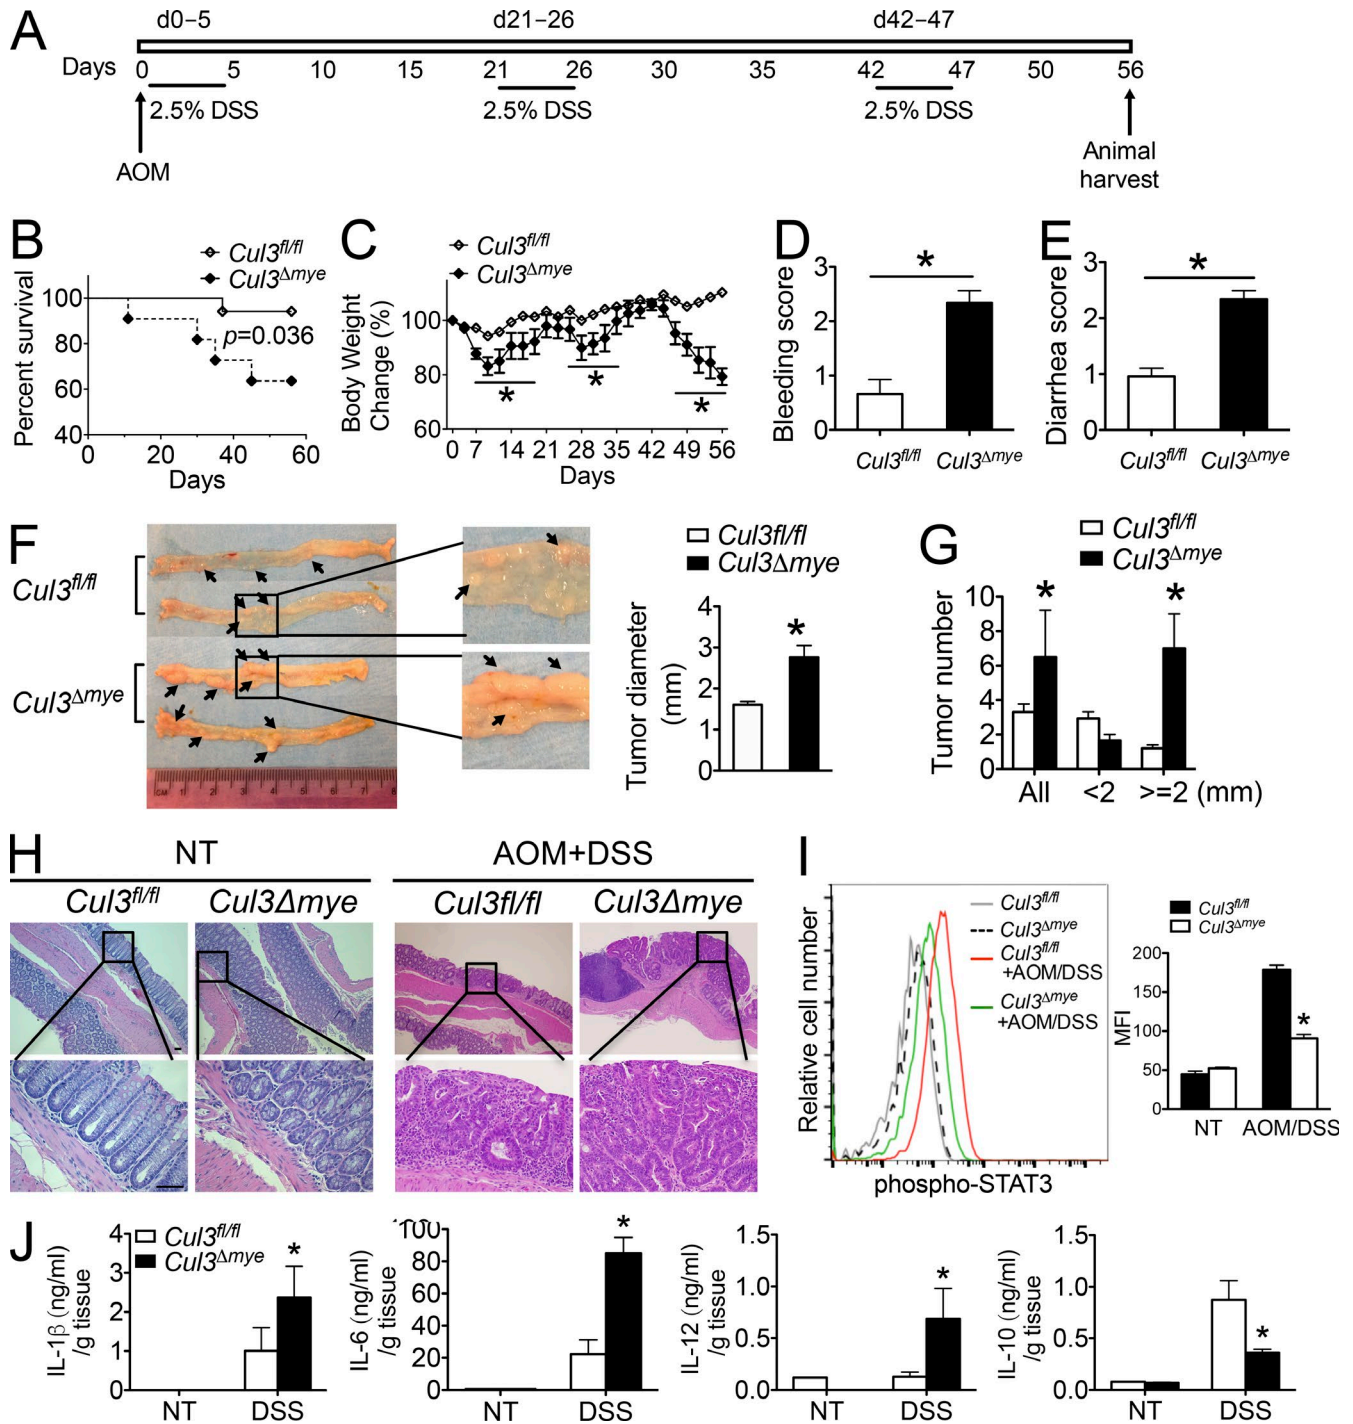 A
d0–5 d21–26 d42–47
Days 0 5 10 15 21 26 30 35 42 47 50 56
2.5% DSS 2.5% DSS 2.5% DSS
AOM
Animal
harvest
B
Cul3fl/fl
Cul3Δmye
Percent survival
100
80
60
40
p=0.036
0 20 40 60
Days
C
Cul3fl/fl
Cul3Δmye
Body Weight
Change (%)
100
80
60
* * *
0 7 14 21 28 35 42 49 56
Days
D
Bleeding score
3
2
1
0
*
Cul3fl/fl Cul3Δmye
E
Diarrhea score
3
2
1
0
*
Cul3fl/fl Cul3Δmye
F
Cul3fl/fl
Cul3Δmye
CM 1 2 3 4 5 6 7 8
Cul3fl/fl
Cul3Δmye
Tumor diameter
(mm)
4
3
2
1
0
*
G
Cul3fl/fl
Cul3Δmye
Tumor number
10
8
6
4
2
0
* *
All <2 >=2 (mm)
H
NT AOM+DSS
Cul3fl/fl Cul3Δmye Cul3fl/fl Cul3Δmye
I
Relative cell number
Cul3fl/fl
Cul3Δmye
Cul3fl/fl
+AOM/DSS
Cul3Δmye
+AOM/DSS
phospho-STAT3
Cul3fl/fl
Cul3Δmye
MFI
200
150
100
50
0
*
NT AOM/DSS
J
Cul3fl/fl
Cul3Δmye
IL-1β (ng/ml)
/g tissue
4
3
2
1
0
*
NT DSS
IL-6 (ng/ml)
/g tissue
100
80
60
40
20
0
*
NT DSS
IL-12 (ng/ml)
/g tissue
1.5
1.0
0.5
0.0
*
NT DSS
IL-10 (ng/ml)
/g tissue
1.5
1.0
0.5
0.0
*
NT DSS